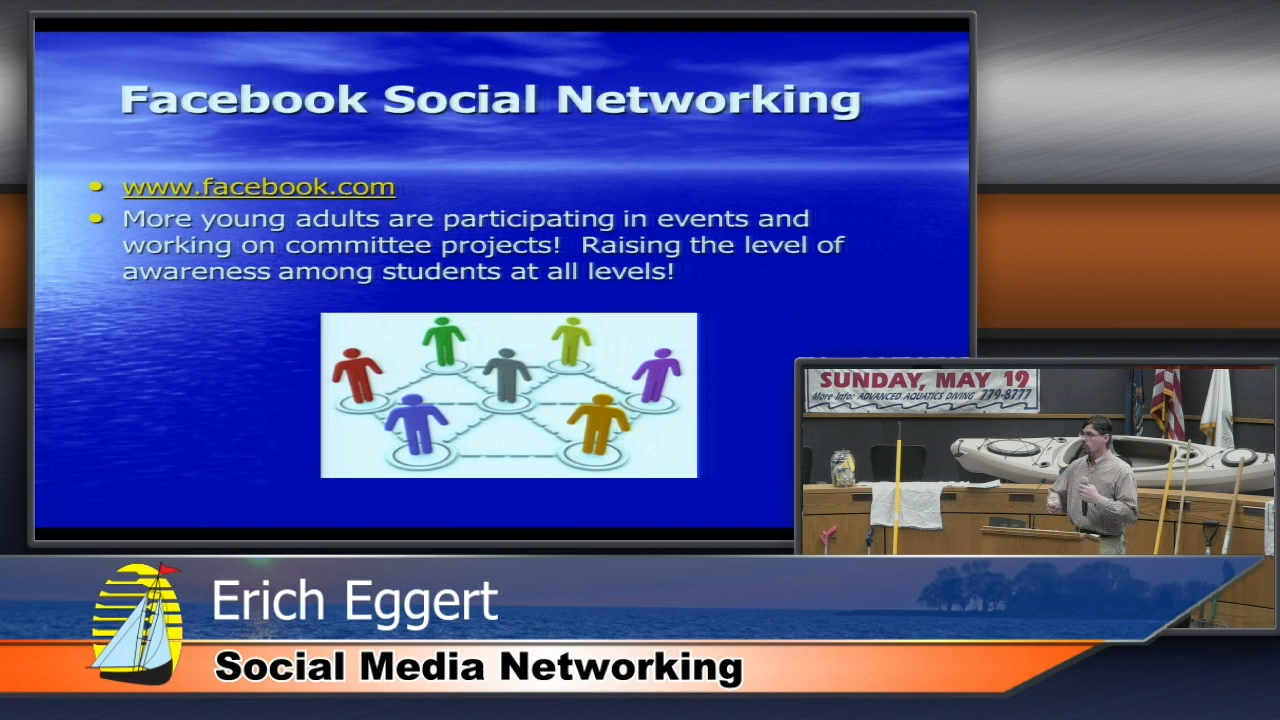 Facebook Social Networking
www.facebook.com
More young adults are participating in events and
working on committee projects! Raising the level of
awareness among students at all levels!
SUNDAY, MAY 19
More Info: ADVANCED AQUATICS DIVING 779-8777
Erich Eggert
Social Media Networking